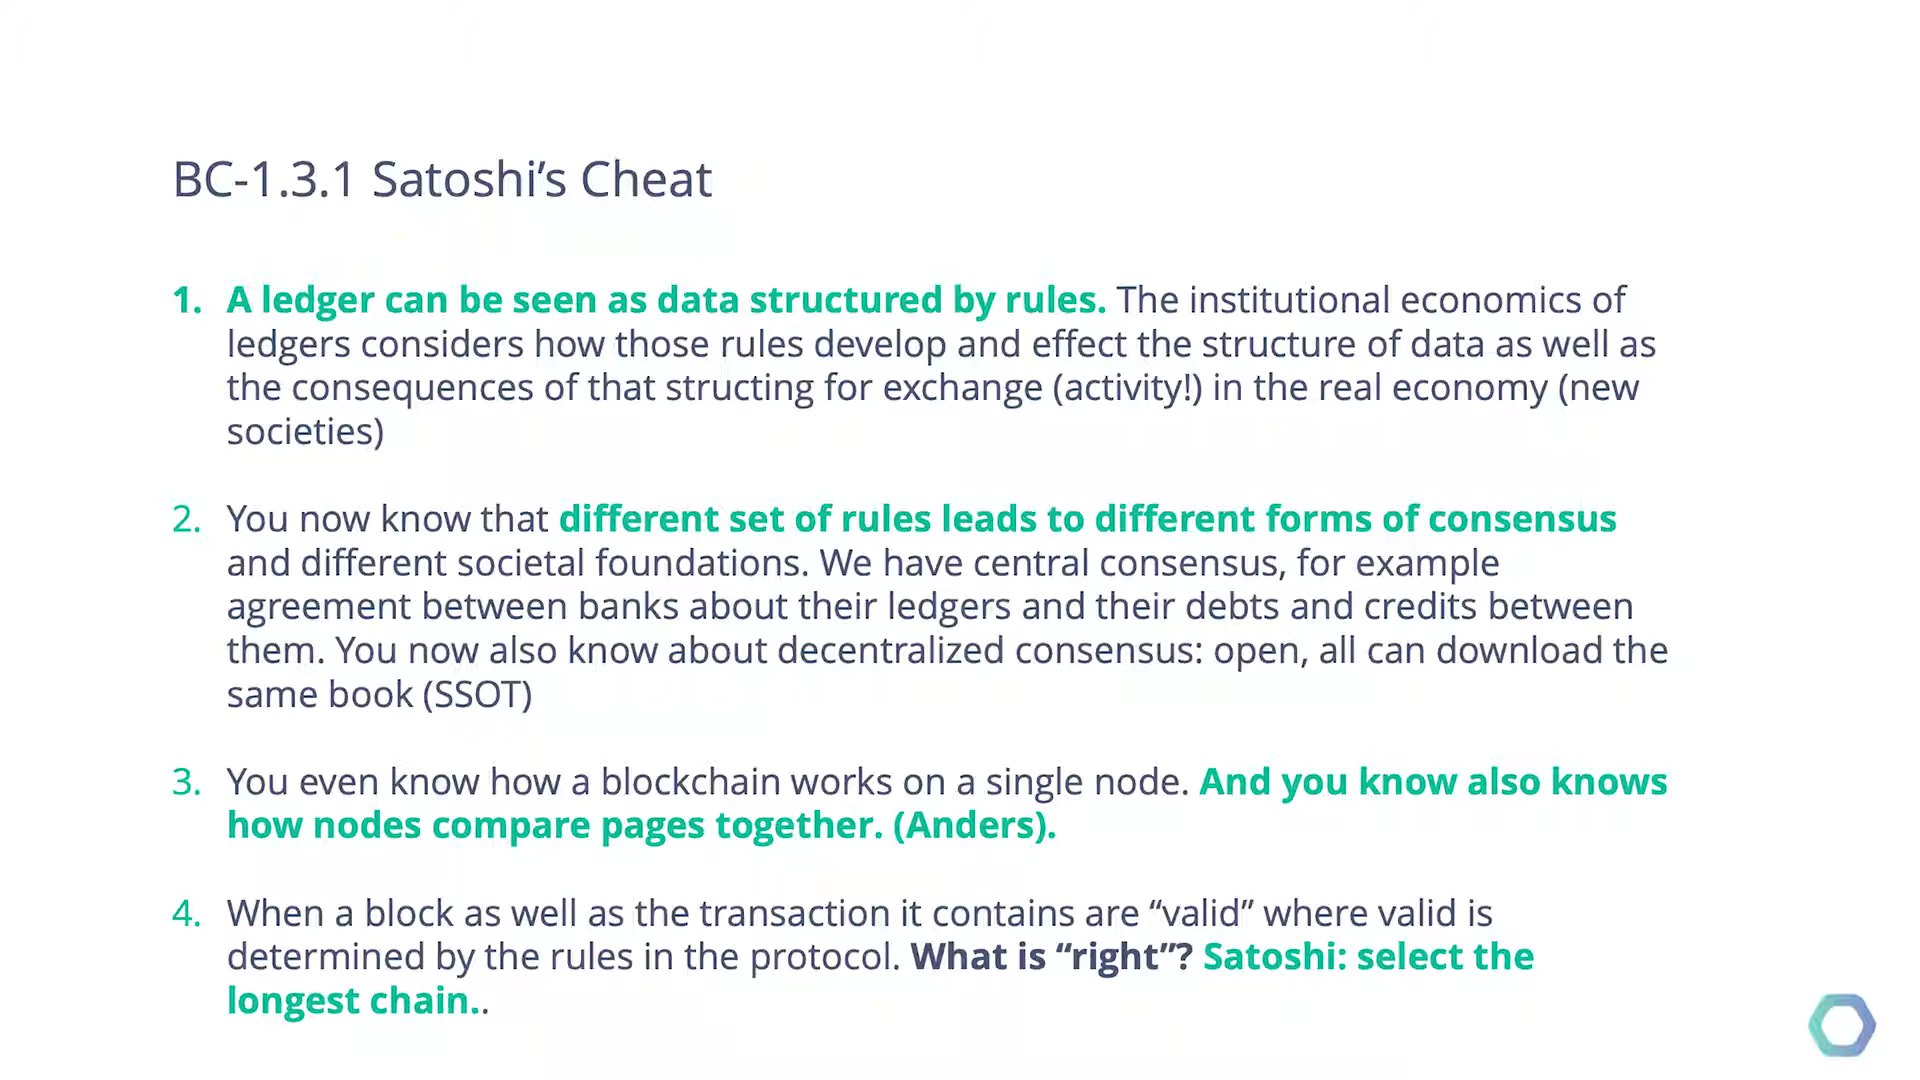 BC-1.3.1 Satoshi’s Cheat
1. A ledger can be seen as data structured by rules. The institutional economics of
ledgers considers how those rules develop and effect the structure of data as well as
the consequences of that structing for exchange (activity!) in the real economy (new
societies)
2. You now know that different set of rules leads to different forms of consensus
and different societal foundations. We have central consensus, for example
agreement between banks about their ledgers and their debts and credits between
them. You now also know about decentralized consensus: open, all can download the
same book (SSOT)
3. You even know how a blockchain works on a single node. And you know also knows
how nodes compare pages together. (Anders).
4. When a block as well as the transaction it contains are “valid” where valid is
determined by the rules in the protocol. What is “right”? Satoshi: select the
longest chain..